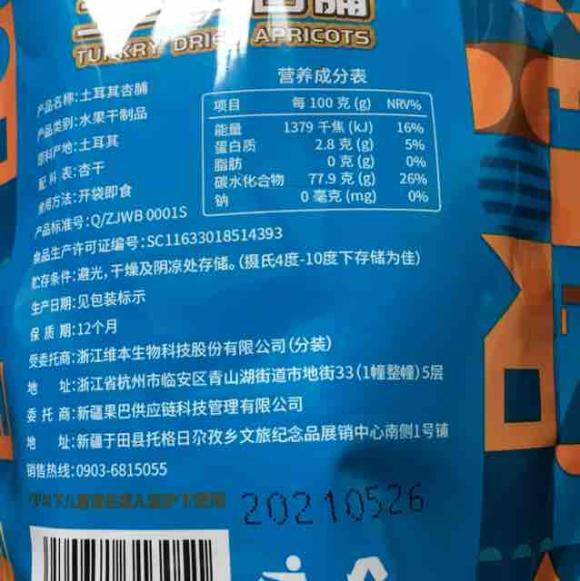 TURKRY DRIED APRICOTS
营养成分表
项目 每 100 克 (g) NRV%
能量 1379 千焦 (kJ) 16%
蛋白质 2.8 克 (g) 5%
脂肪 0 克 (g) 0%
碳水化合物 77.9 克 (g) 26%
钠 0 毫克 (mg) 0%
产品名称:土耳其杏脯
产品类别:水果干制品
原料产地:土耳其
配 料 表:杏干
食用方法:开袋即食
产品标准号:Q/ZJWB 0001S
食品生产许可证编号:SC11633018514393
贮存条件:避光,干燥及阴凉处存储。(摄氏4度-10度下存储为佳)
生产日期:见包装标示
保 质 期:12个月
受委托商:浙江维本生物科技股份有限公司(分装)
地 址:浙江省杭州市临安区青山湖街道市地街33(1幢整幢)5层
委 托 商:新疆果巴供应链科技管理有限公司
地 址:新疆于田县托格日尕孜乡文旅纪念品展销中心南侧1号铺
销售热线:0903-6815055
20210526